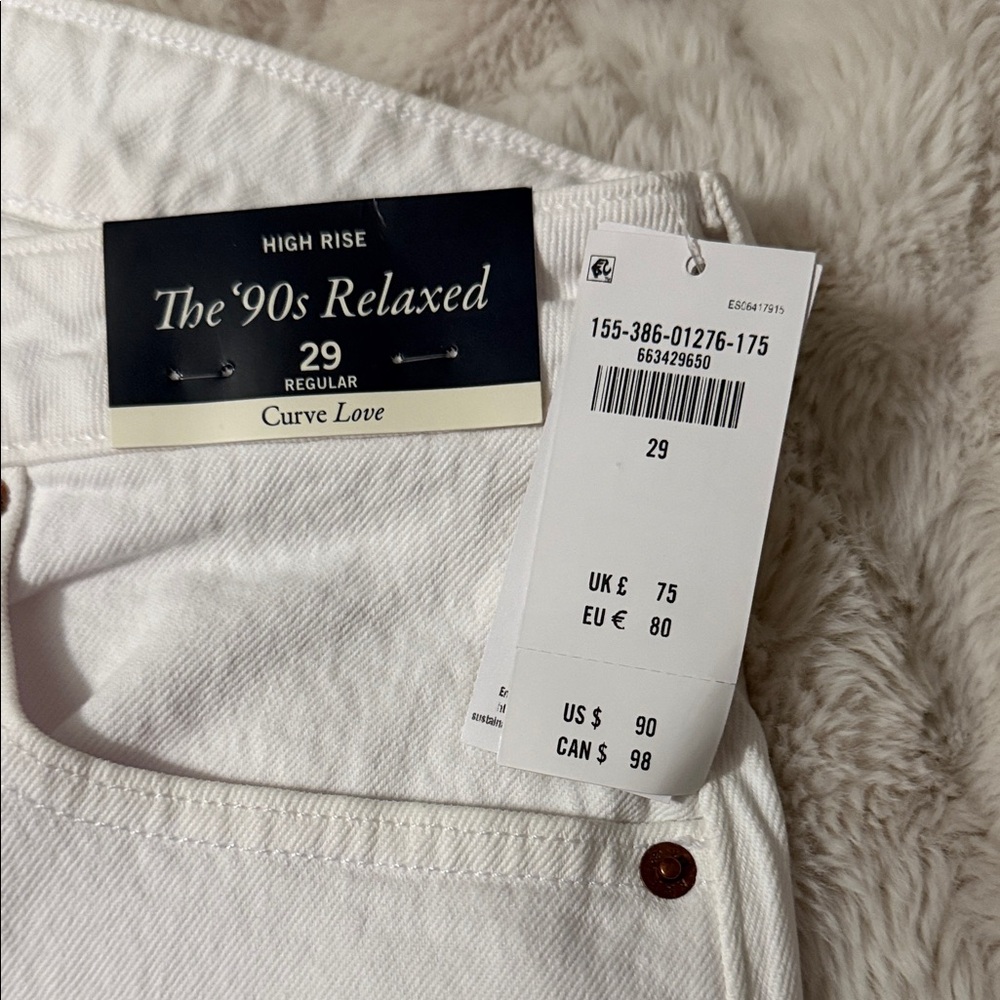 HIGH RISE
The '90s Relaxed
29
REGULAR
Curve Love
ES06417915
155-386-01276-175
663429650
29
UK £ 75
EU € 80
US $ 90
CAN $ 98